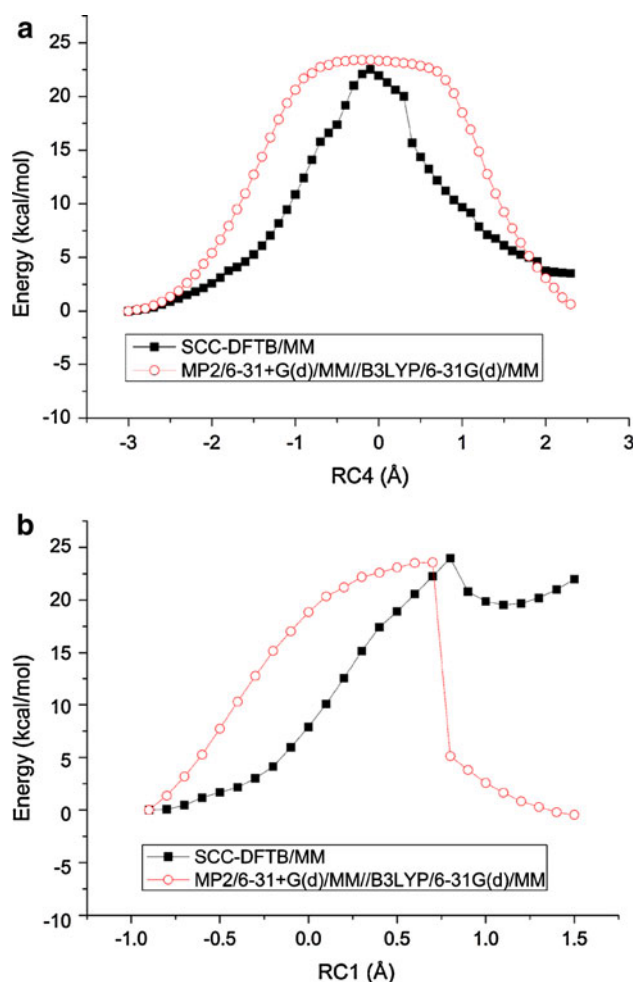 a
25
20
15
10
5
0
-5
-10
Energy (kcal/mol)
SCC-DFTB/MM
MP2/6-31+G(d)/MM//B3LYP/6-31G(d)/MM
-3 -2 -1 0 1 2 3
RC4 (Å)
b
25
20
15
10
5
0
-5
-10
Energy (kcal/mol)
SCC-DFTB/MM
MP2/6-31+G(d)/MM//B3LYP/6-31G(d)/MM
-1.0 -0.5 0.0 0.5 1.0 1.5
RC1 (Å)